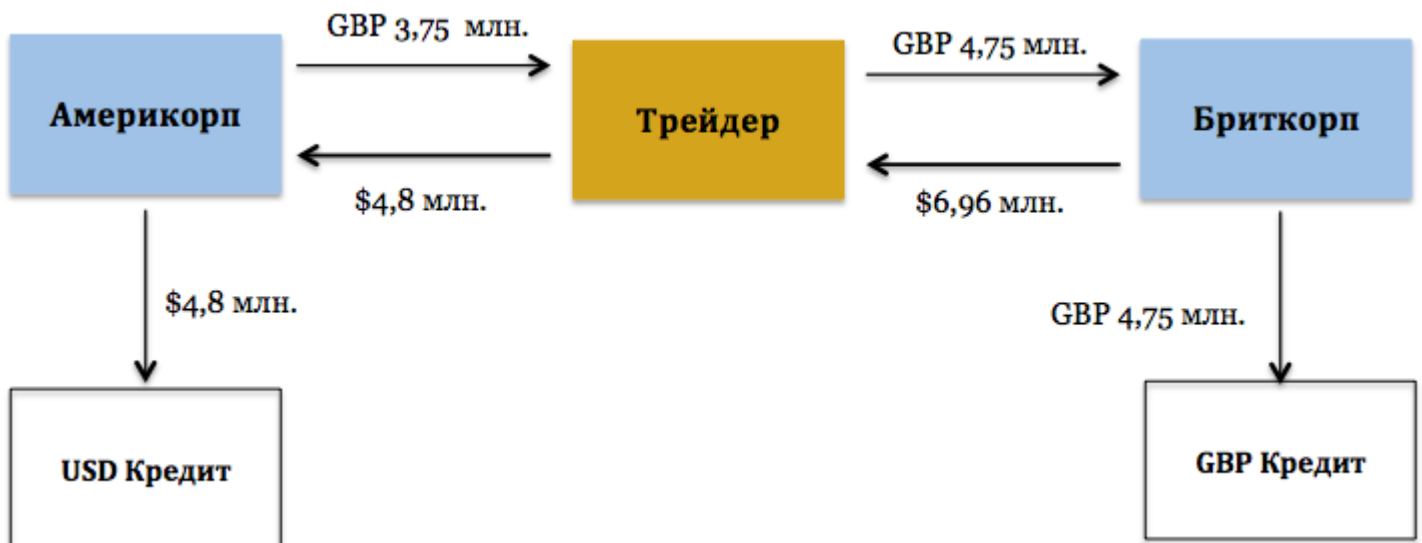 GBP 3,75 млн.
GBP 4,75 млн.
Америкорп
Трейдер
Бриткорп
$4,8 млн.
$6,96 млн.
$4,8 млн.
GBP 4,75 млн.
USD Кредит
GBP Кредит